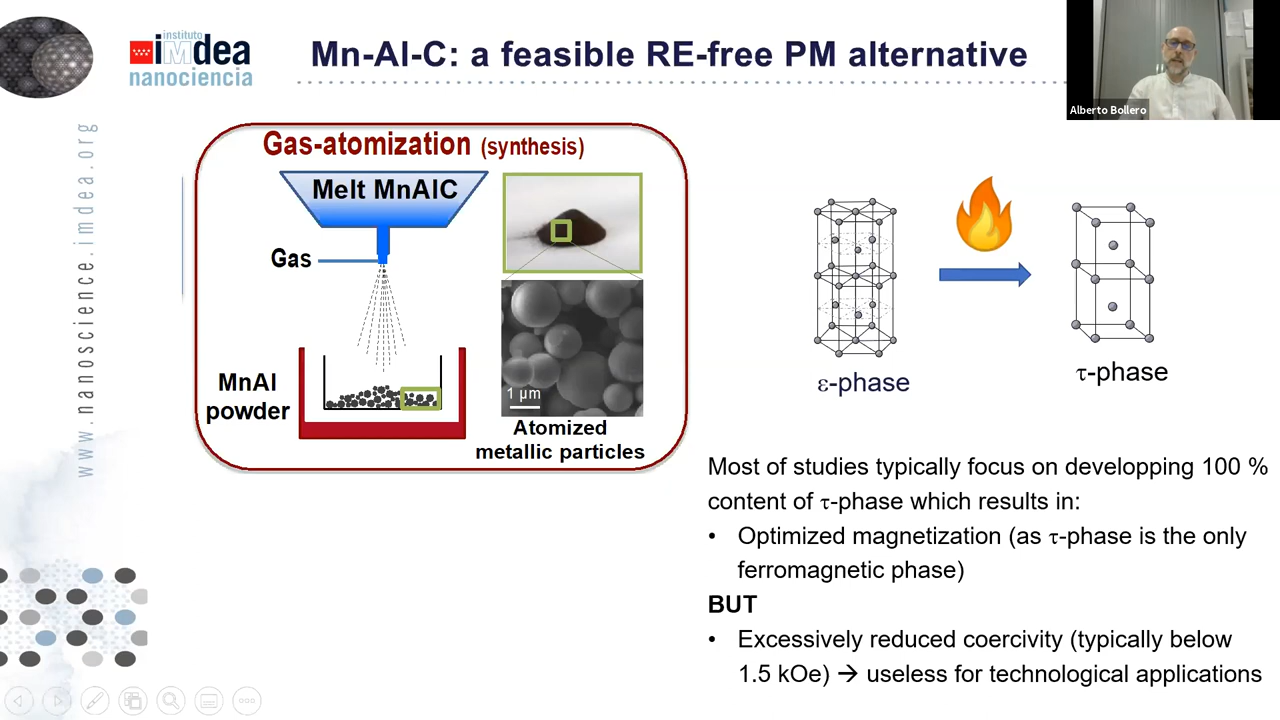 instituto
imdea
nanociencia
Mn-Al-C: a feasible RE-free PM alternative
Alberto Bollero
www.nanoscience.imdea.org
Gas-atomization (synthesis)
Melt MnAlC
Gas
MnAl
powder
1 µm
Atomized
metallic particles
ε-phase
τ-phase
Most of studies typically focus on developping 100 %
content of τ-phase which results in:
• Optimized magnetization (as τ-phase is the only
ferromagnetic phase)
BUT
• Excessively reduced coercivity (typically below
1.5 kOe) → useless for technological applications